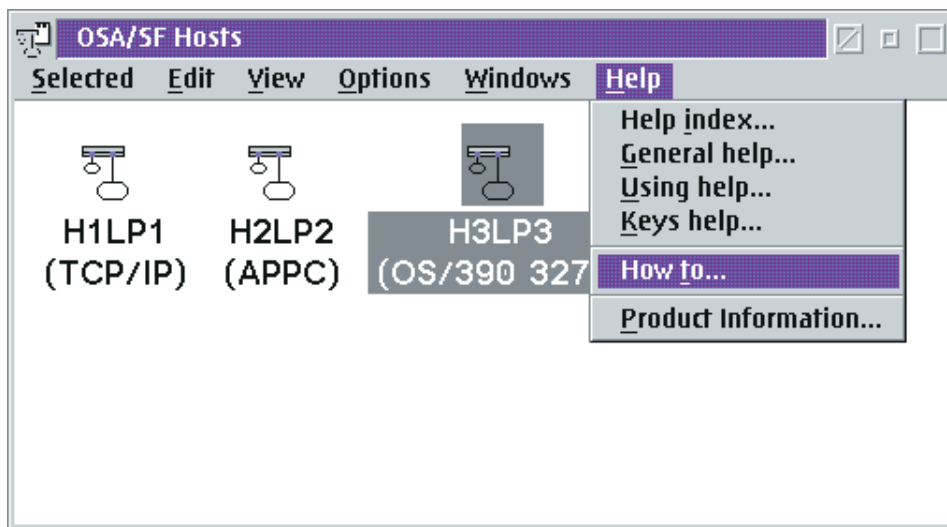 OSA/SF Hosts
Selected Edit View Options Windows Help
Help index...
General help...
Using help...
Keys help...
How to...
Product Information...
H1LP1 H2LP2 H3LP3
(TCP/IP) (APPC) (OS/390 327